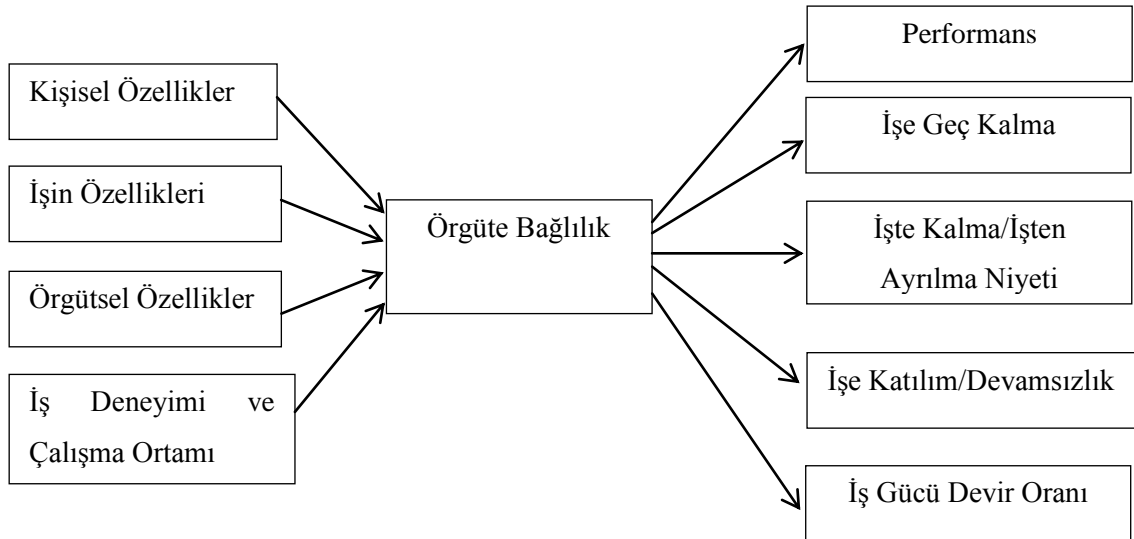 Kişisel Özellikler
İşin Özellikleri
Örgütsel Özellikler
İş Deneyimi ve
Çalışma Ortamı
Örgüte Bağlılık
Performans
İşe Geç Kalma
İşte Kalma/İşten
Ayrılma Niyeti
İşe Katılım/Devamsızlık
İş Gücü Devir Oranı